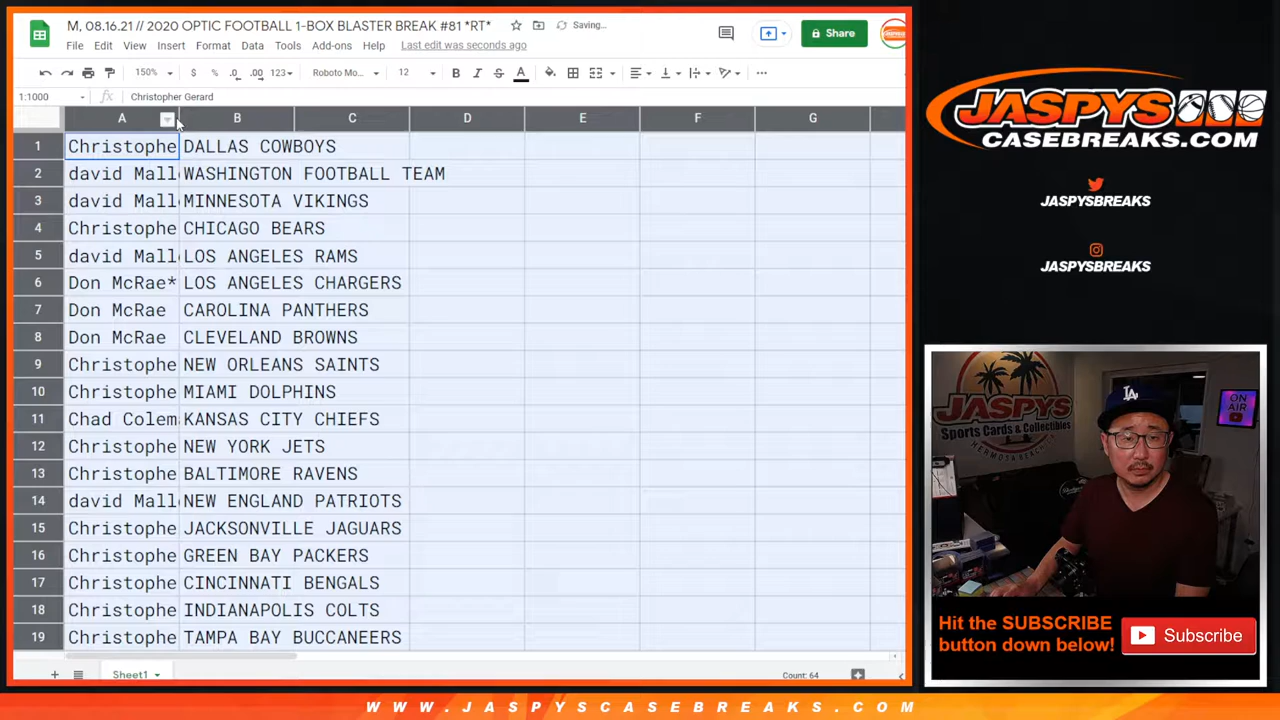 M, 08.16.21 // 2020 OPTIC FOOTBALL 1-BOX BLASTER BREAK #81 *RT*
Saving...
Share
File Edit View Insert Format Data Tools Add-ons Help Last edit was seconds ago
150% $ % .0 .00 123 Roboto Mo... 12 B I S A
1:1000 fx Christopher Gerard
A B C D E F G
1 Christophe DALLAS COWBOYS
2 david Mall WASHINGTON FOOTBALL TEAM
3 david Mall MINNESOTA VIKINGS
4 Christophe CHICAGO BEARS
5 david Mall LOS ANGELES RAMS
6 Don McRae* LOS ANGELES CHARGERS
7 Don McRae CAROLINA PANTHERS
8 Don McRae CLEVELAND BROWNS
9 Christophe NEW ORLEANS SAINTS
10 Christophe MIAMI DOLPHINS
11 Chad Colem KANSAS CITY CHIEFS
12 Christophe NEW YORK JETS
13 Christophe BALTIMORE RAVENS
14 david Mall NEW ENGLAND PATRIOTS
15 Christophe JACKSONVILLE JAGUARS
16 Christophe GREEN BAY PACKERS
17 Christophe CINCINNATI BENGALS
18 Christophe INDIANAPOLIS COLTS
19 Christophe TAMPA BAY BUCCANEERS
Sheet1
Count: 64
JASPYS
CASEBREAKS.COM
JASPYSBREAKS
JASPYSBREAKS
JASPYS
Sports Cards & Collectibles
HERMOSA BEACH
LA
ON AIR
Hit the SUBSCRIBE
button down below!
Subscribe
WWW.JASPYSCASEBREAKS.COM